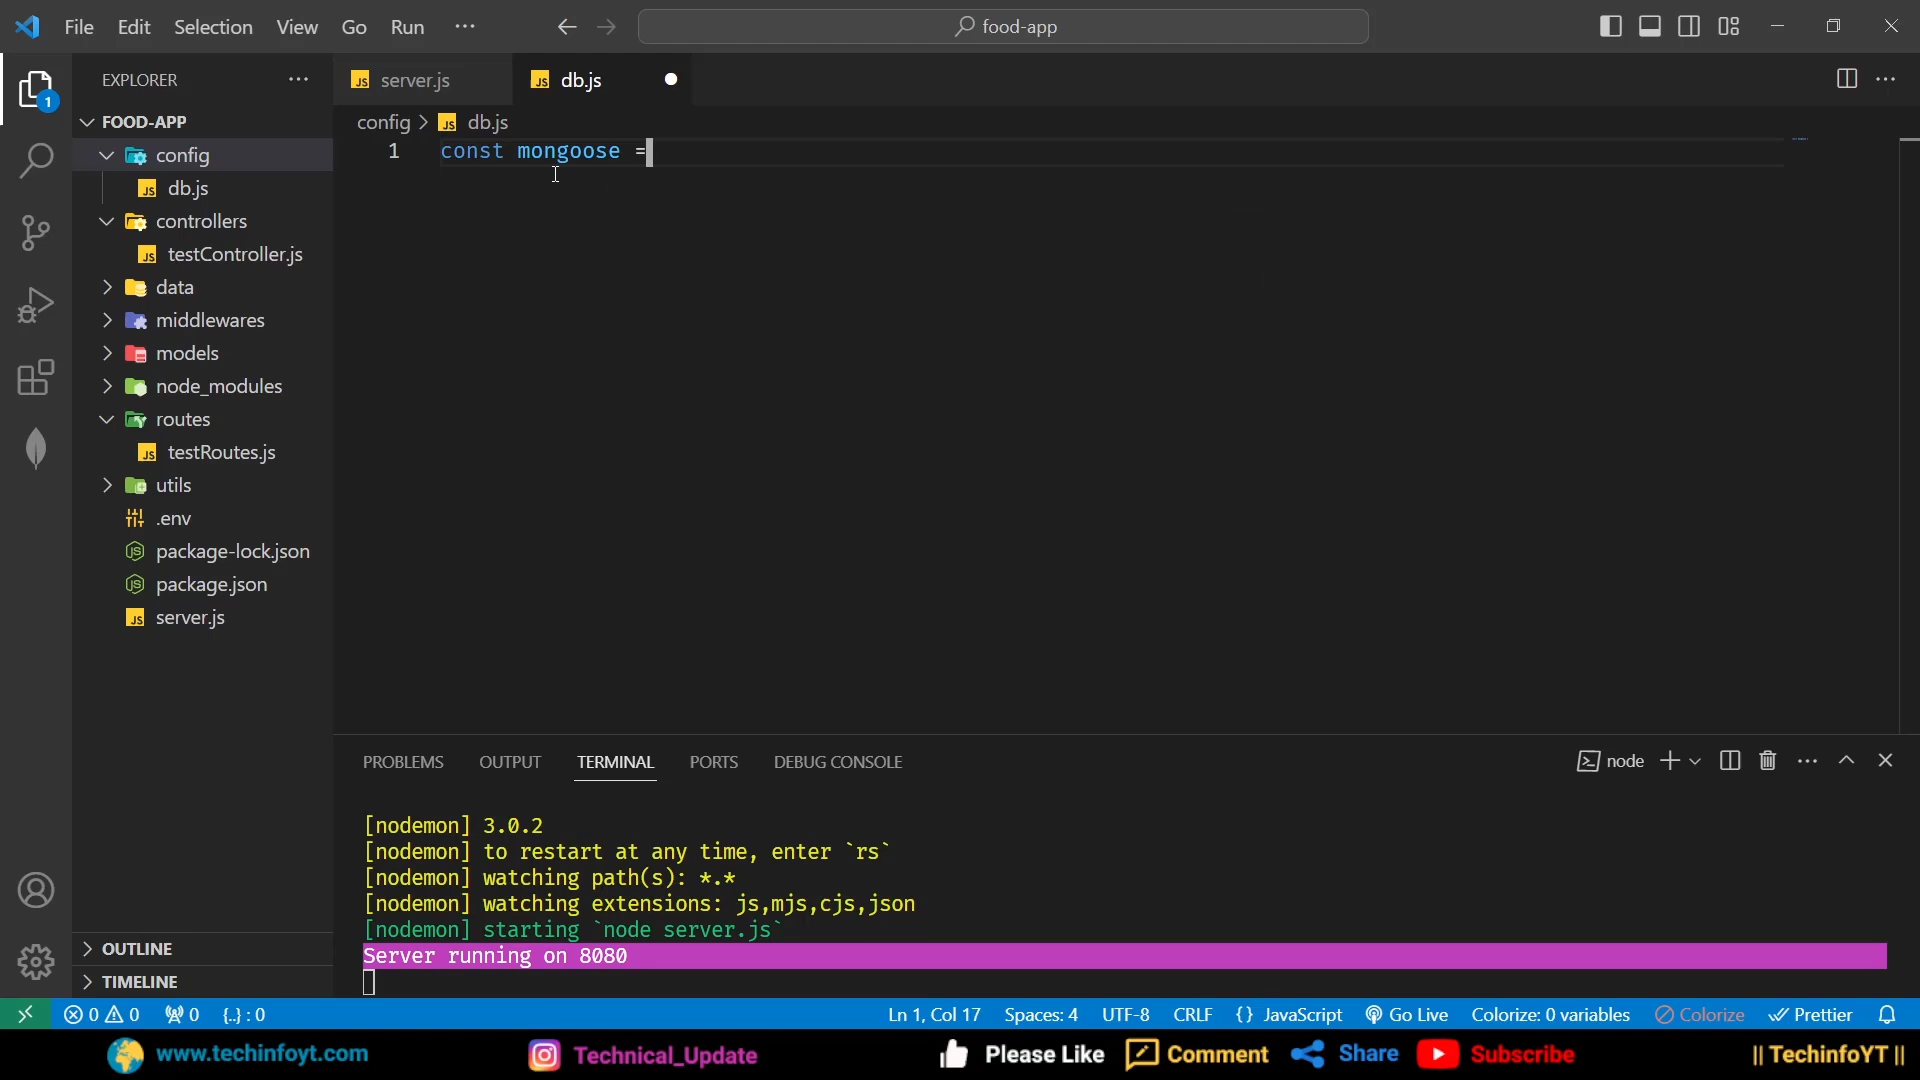 File Edit Selection View Go Run ··· food-app
EXPLORER ···
server.js
db.js
FOOD-APP
config > db.js
config
db.js
controllers
testController.js
data
middlewares
models
node_modules
routes
testRoutes.js
utils
.env
package-lock.json
package.json
server.js
OUTLINE
TIMELINE
1
1 const mongoose =
PROBLEMS OUTPUT TERMINAL PORTS DEBUG CONSOLE
node
[nodemon] 3.0.2
[nodemon] to restart at any time, enter `rs`
[nodemon] watching path(s): *.*
[nodemon] watching extensions: js,mjs,cjs,json
[nodemon] starting `node server.js`
Server running on 8080
0 0 0 {..} : 0 Ln 1, Col 17 Spaces: 4 UTF-8 CRLF {} JavaScript Go Live Colorize: 0 variables Colorize Prettier
www.techinfoyt.com Technical_Update Please Like Comment Share Subscribe || TechinfoYT ||